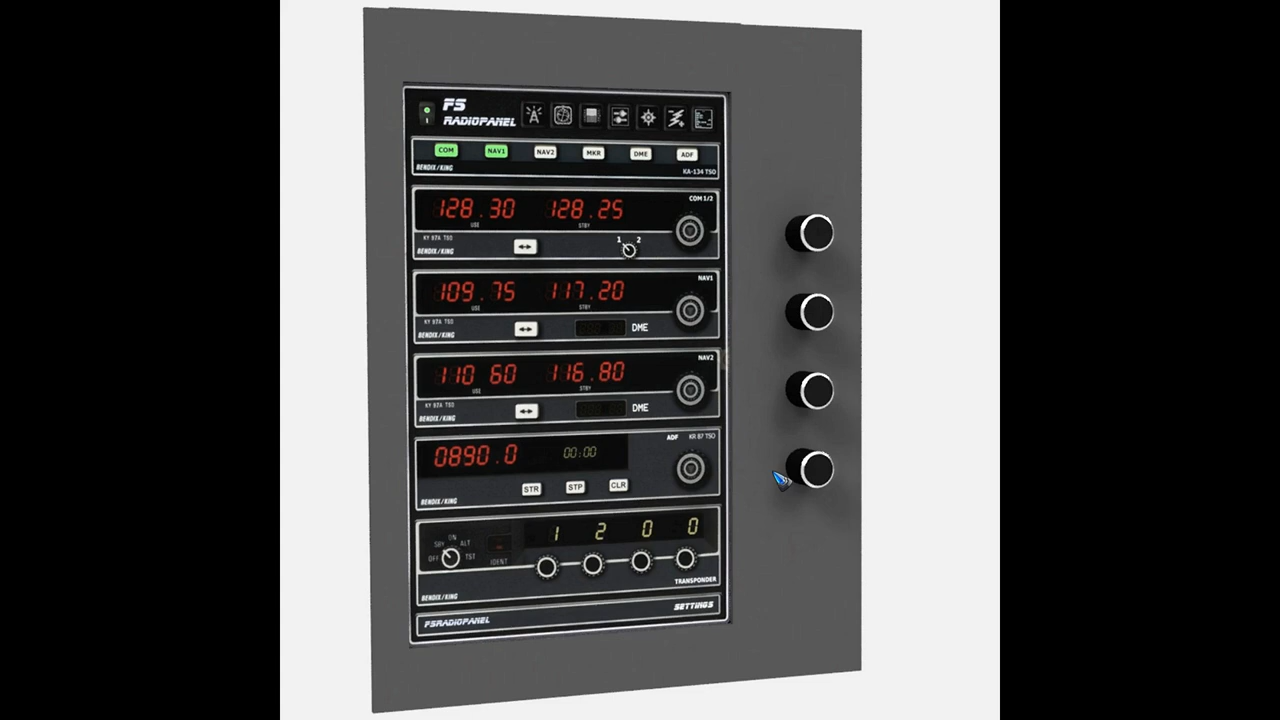 FS
RADIOPANEL
COM NAV1 NAV2 MKR DME ADF
BENDIX/KING KA-134 TSO
128.30 128.25 COM 1/2
USE STBY
KY 97A TSO 1 2
BENDIX/KING
109.75 117.20 NAV1
USE STBY
KY 97A TSO DME
BENDIX/KING
110 60 116.80 NAV2
USE STBY
KY 97A TSO DME
BENDIX/KING
0890.0 00:00 ADF KR 87 TSO
STR STP CLR
BENDIX/KING
1 2 0 0
OFF SBY ON ALT TST IDENT
TRANSPONDER
BENDIX/KING
FSRADIOPANEL SETTINGS